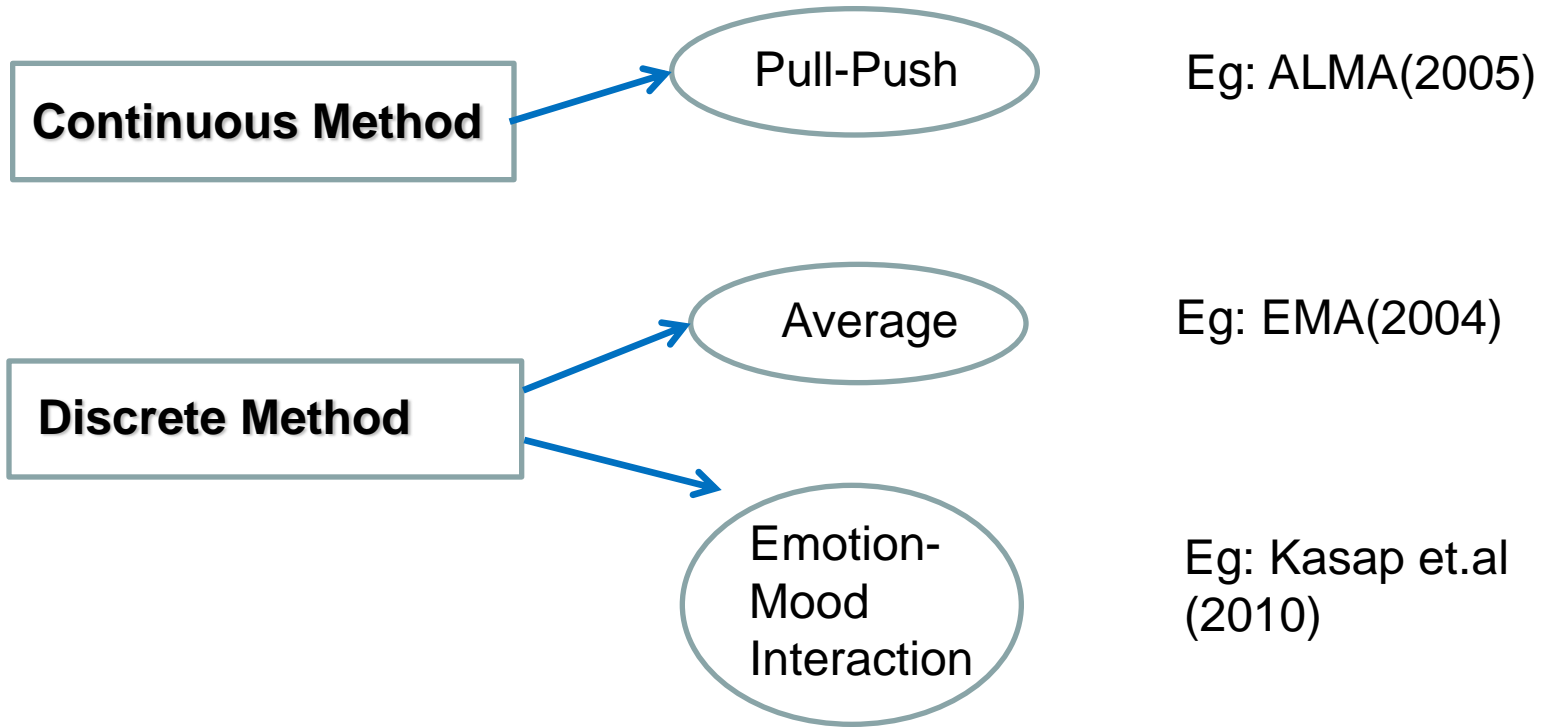 Pull-Push
Eg: ALMA(2005)
Continuous Method
Average
Eg: EMA(2004)
Discrete Method
Emotion-
Mood
Interaction
Eg: Kasap et.al
(2010)